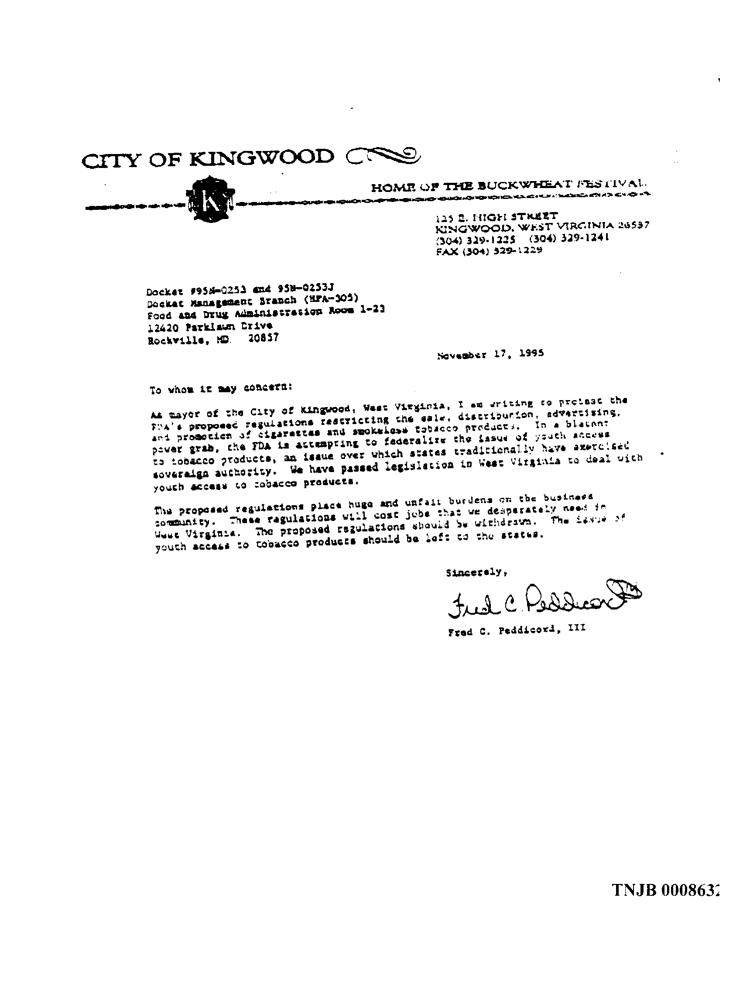 CITY OF KINGWOOD
HOME OF THE BUCKWHEAT FESTIVAL
K
125 E. HIGH STREET
KINGWOOD, WEST VIRGINIA 26537
(304) 329-1225 (304) 329-1241
FAX (304) 329-1229
Docket #95N-0253 and 95N-0253J
Docket Management Branch (HFA-305)
Food and Drug Administration Room 1-23
12420 Parklawn Drive
Rockville, MD. 20857
November 17, 1995
To whom it may concern:
As mayor of the City of Kingwood, West Virginia, I am writing to protest the
FDA's proposed regulations restricting the sale, distribution, advertising,
and promotion of cigarettes and smokeless tobacco products. In a blatant
power grab, the FDA is attempting to federalize the issue of youth access
to tobacco products, an issue over which states traditionally have exercised
sovereign authority. We have passed legislation in West Virginia to deal with
youth access to tobacco products.
The proposed regulations place huge and unfair burdens on the business
community. These regulations will cost jobs that we desperately need in
West Virginia. The proposed regulations should be withdrawn. The issue of
youth access to tobacco products should be left to the states.
Sincerely,
Fred C. Peddicord III
Fred C. Peddicord, III
TNJB 0008632